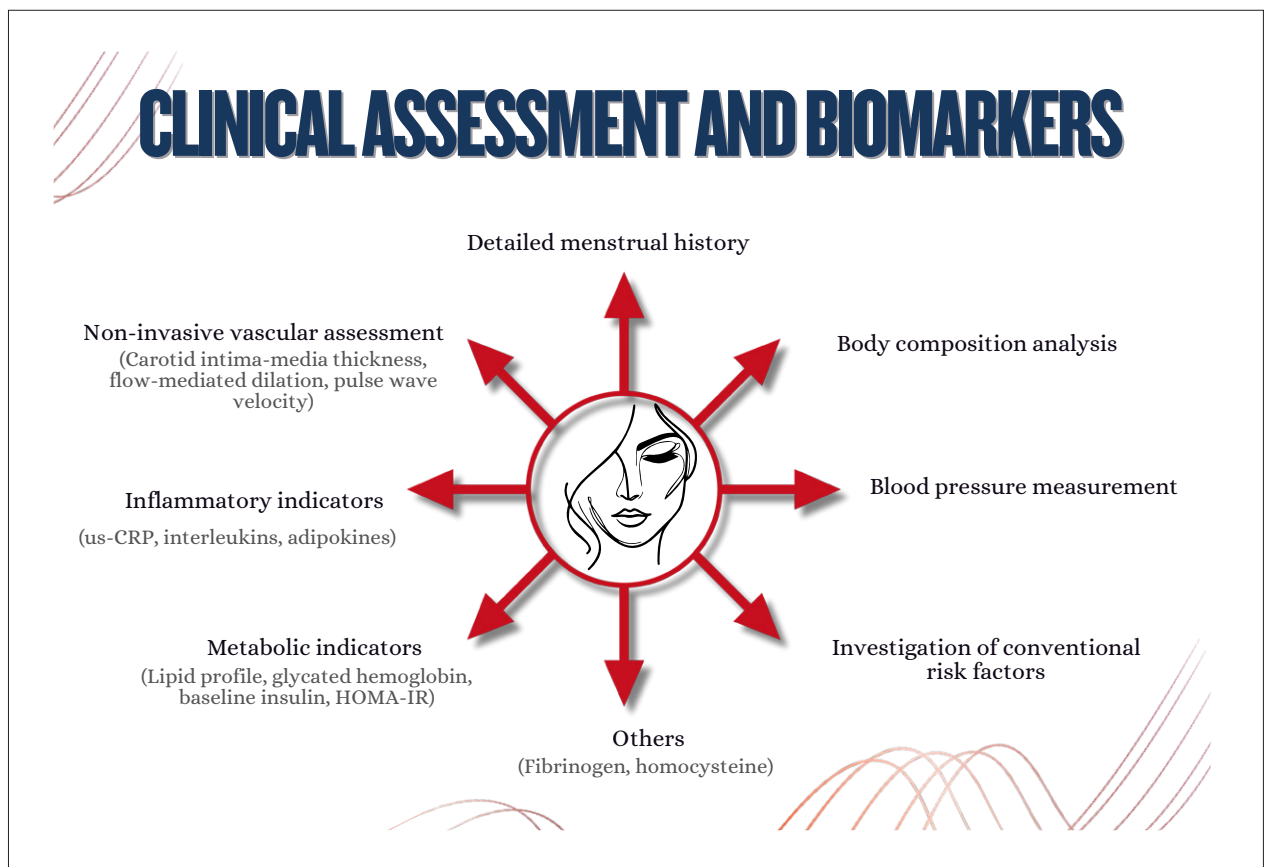 CLINICAL ASSESSMENT AND BIOMARKERS
Detailed menstrual history
Non-invasive vascular assessment
(Carotid intima-media thickness,
flow-mediated dilation, pulse wave
velocity)
Body composition analysis
Inflammatory indicators
(us-CRP, interleukins, adipokines)
Blood pressure measurement
Metabolic indicators
(Lipid profile, glycated hemoglobin,
baseline insulin, HOMA-IR)
Investigation of conventional
risk factors
Others
(Fibrinogen, homocysteine)